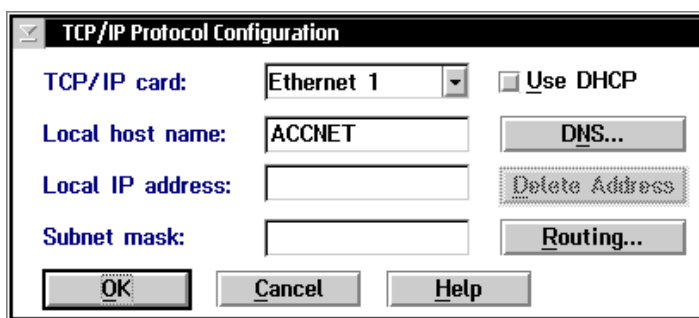 TCP/IP Protocol Configuration
TCP/IP card: Ethernet 1 Use DHCP
Local host name: ACCNET DNS...
Local IP address: Delete Address
Subnet mask: Routing...
OK Cancel Help